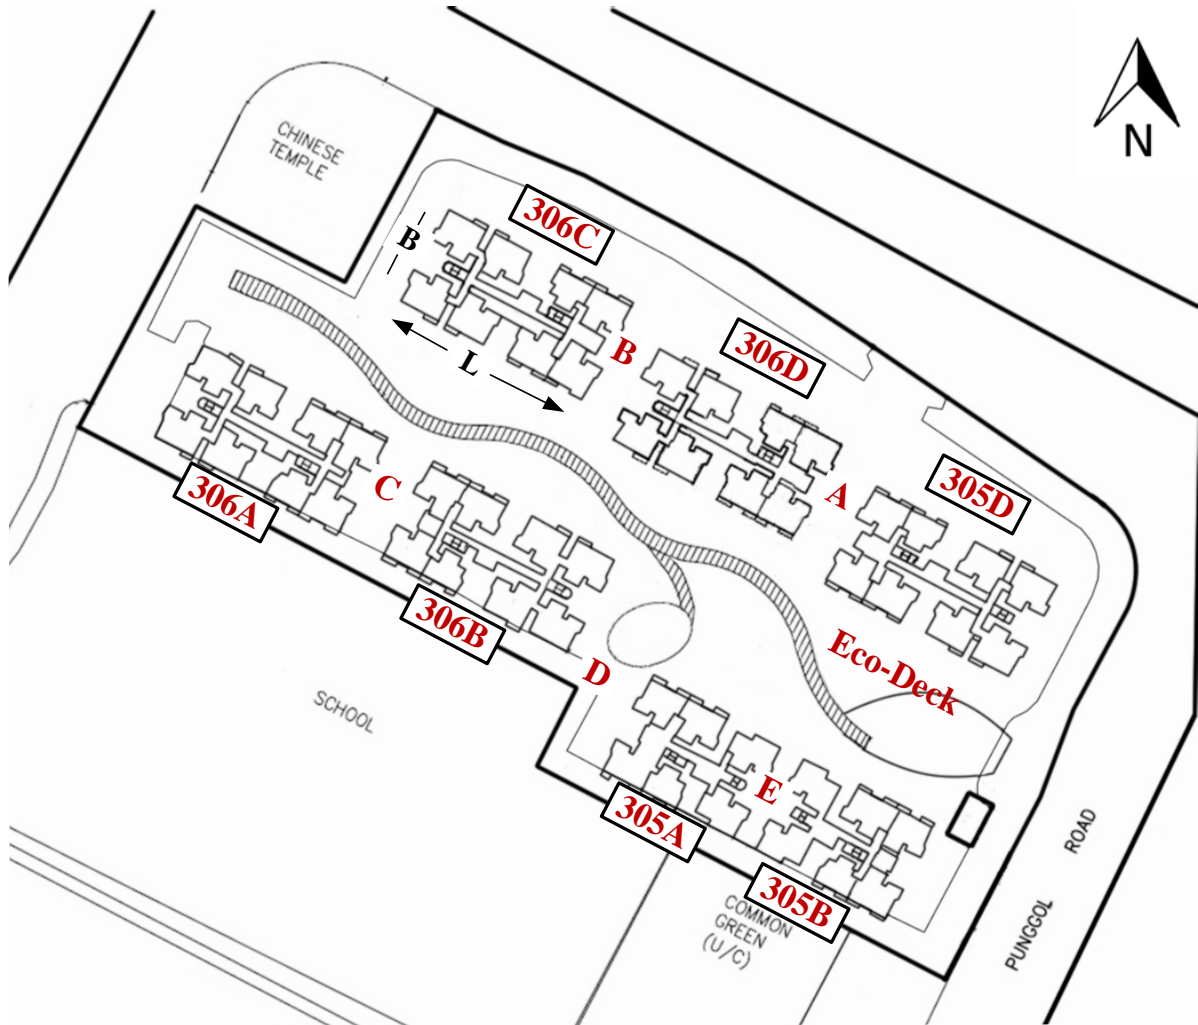 CHINESE
TEMPLE
N
306C
B
B
L
306D
306A
C
A
305D
306B
D
Eco-Deck
SCHOOL
E
305A
305B
COMMON
GREEN
(U/C)
PUNGGOL
ROAD